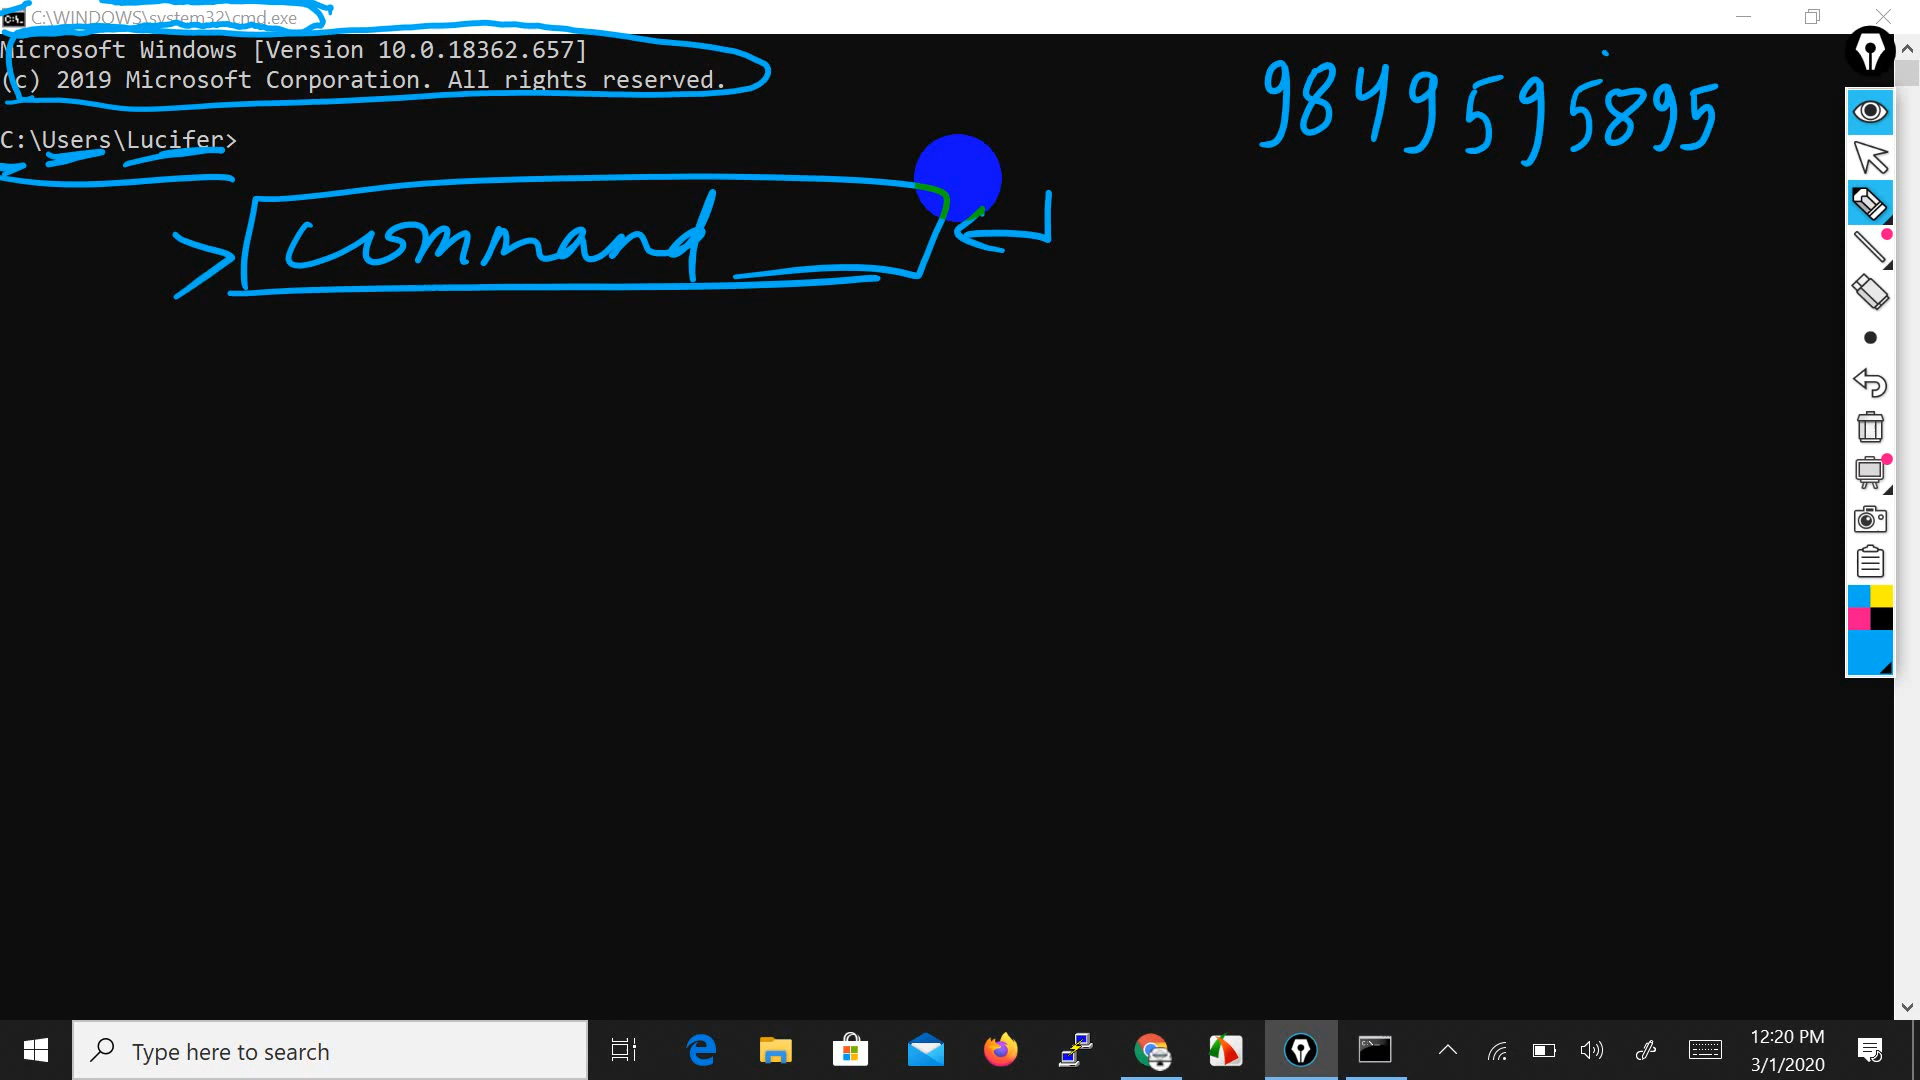 C:\WINDOWS\system32\cmd.exe
Microsoft Windows [Version 10.0.18362.657]
(c) 2019 Microsoft Corporation. All rights reserved.
9849595895
C:\Users\Lucifer>
> command
Type here to search
12:20 PM
3/1/2020